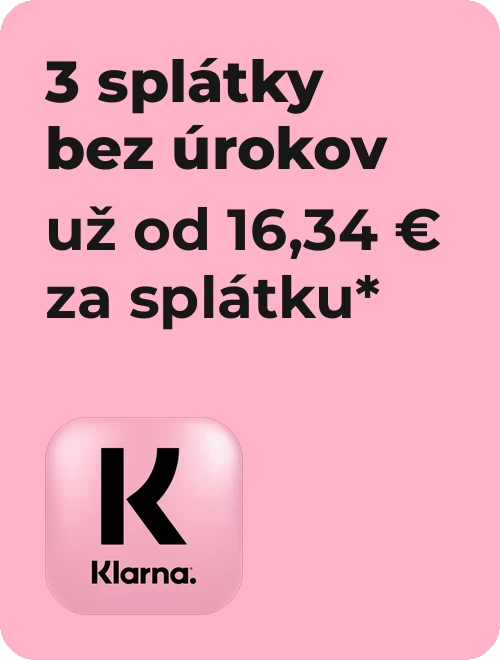 3 splátky
bez úrokov
už od 16,34 €
za splátku*
K
Klarna.